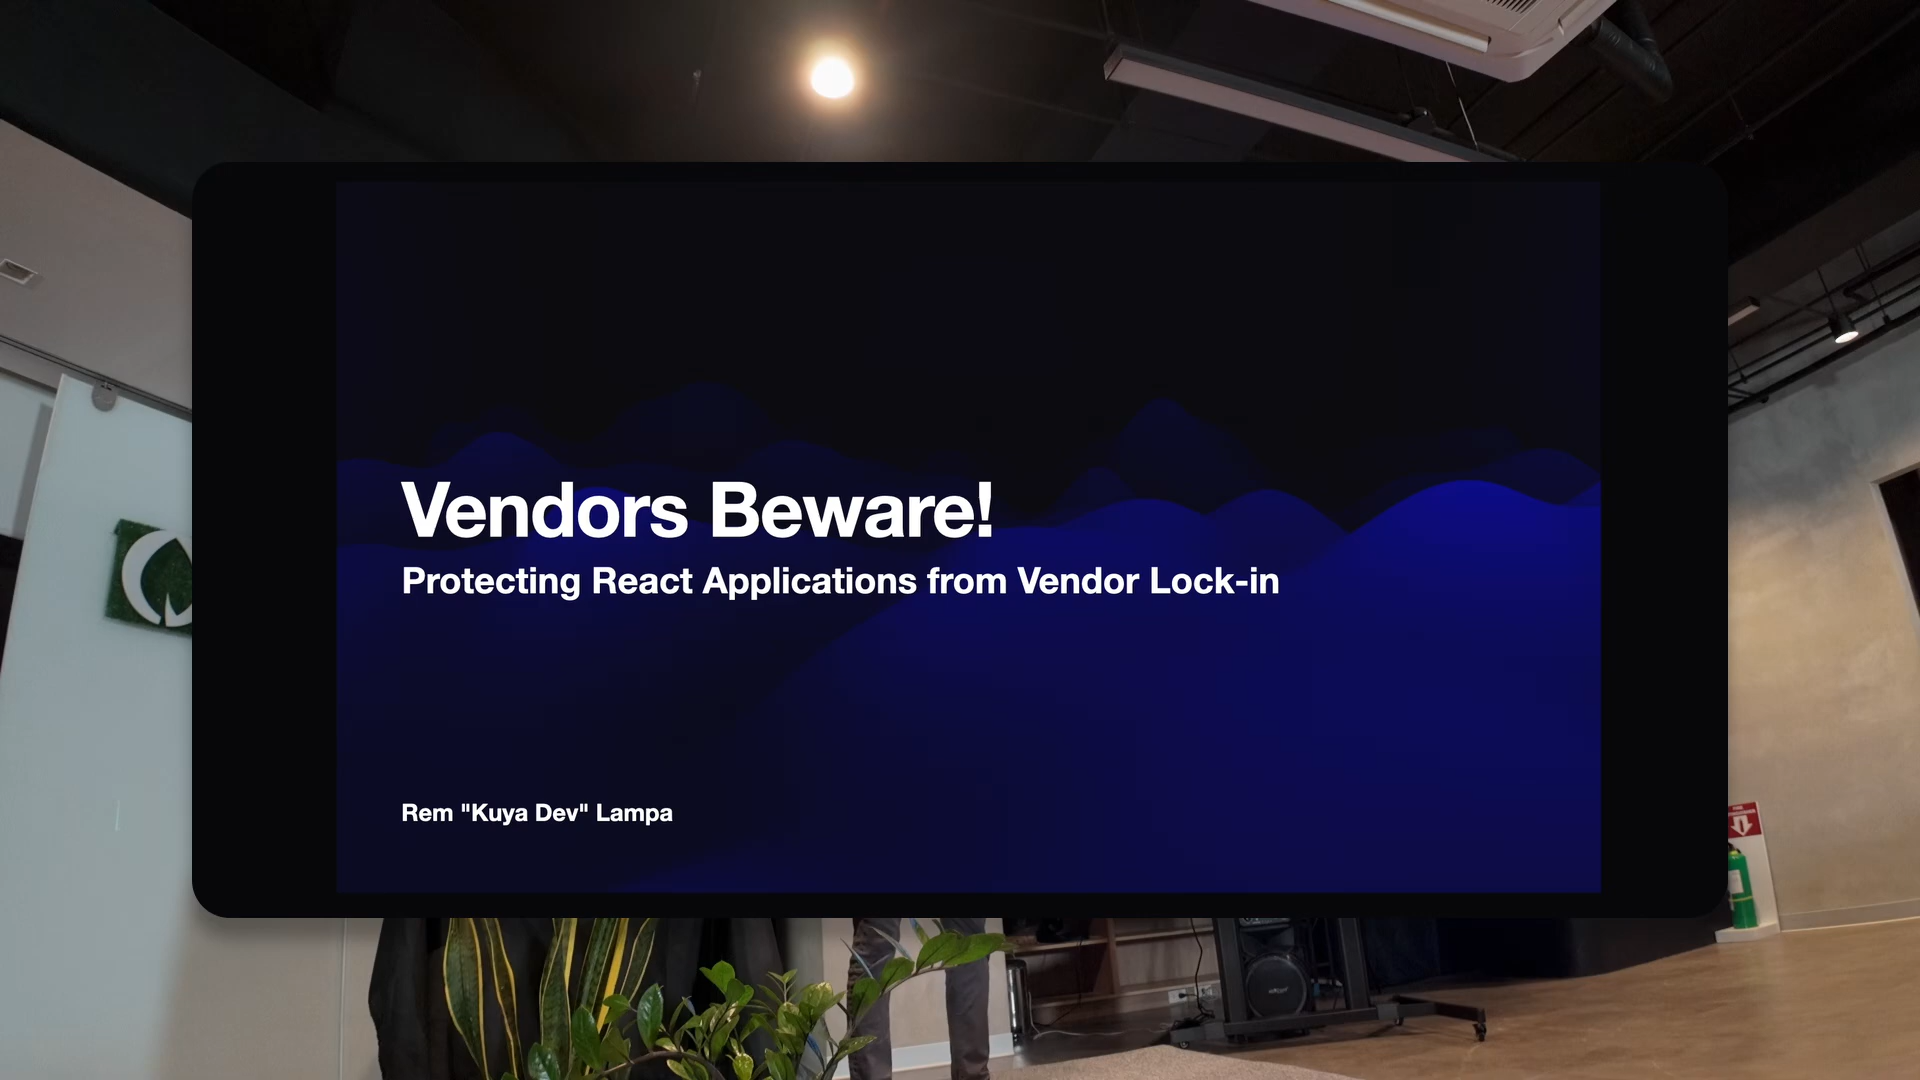 Vendors Beware!
Protecting React Applications from Vendor Lock-in
Rem "Kuya Dev" Lampa